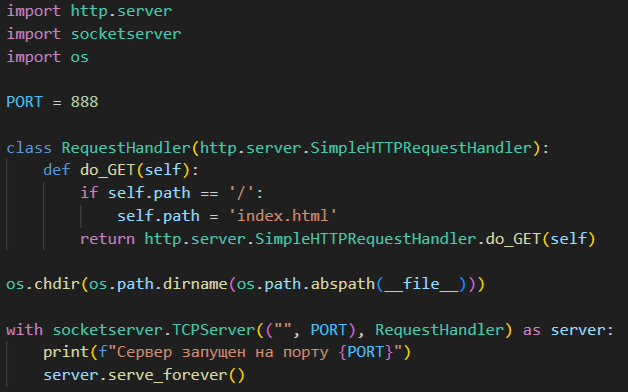 import http.server
import socketserver
import os
PORT = 888
class RequestHandler(http.server.SimpleHTTPRequestHandler):
    def do_GET(self):
        if self.path == '/':
            self.path = 'index.html'
        return http.server.SimpleHTTPRequestHandler.do_GET(self)
os.chdir(os.path.dirname(os.path.abspath(__file__)))
with socketserver.TCPServer(("", PORT), RequestHandler) as server:
    print(f"Сервер запущен на порту {PORT}")
    server.serve_forever()